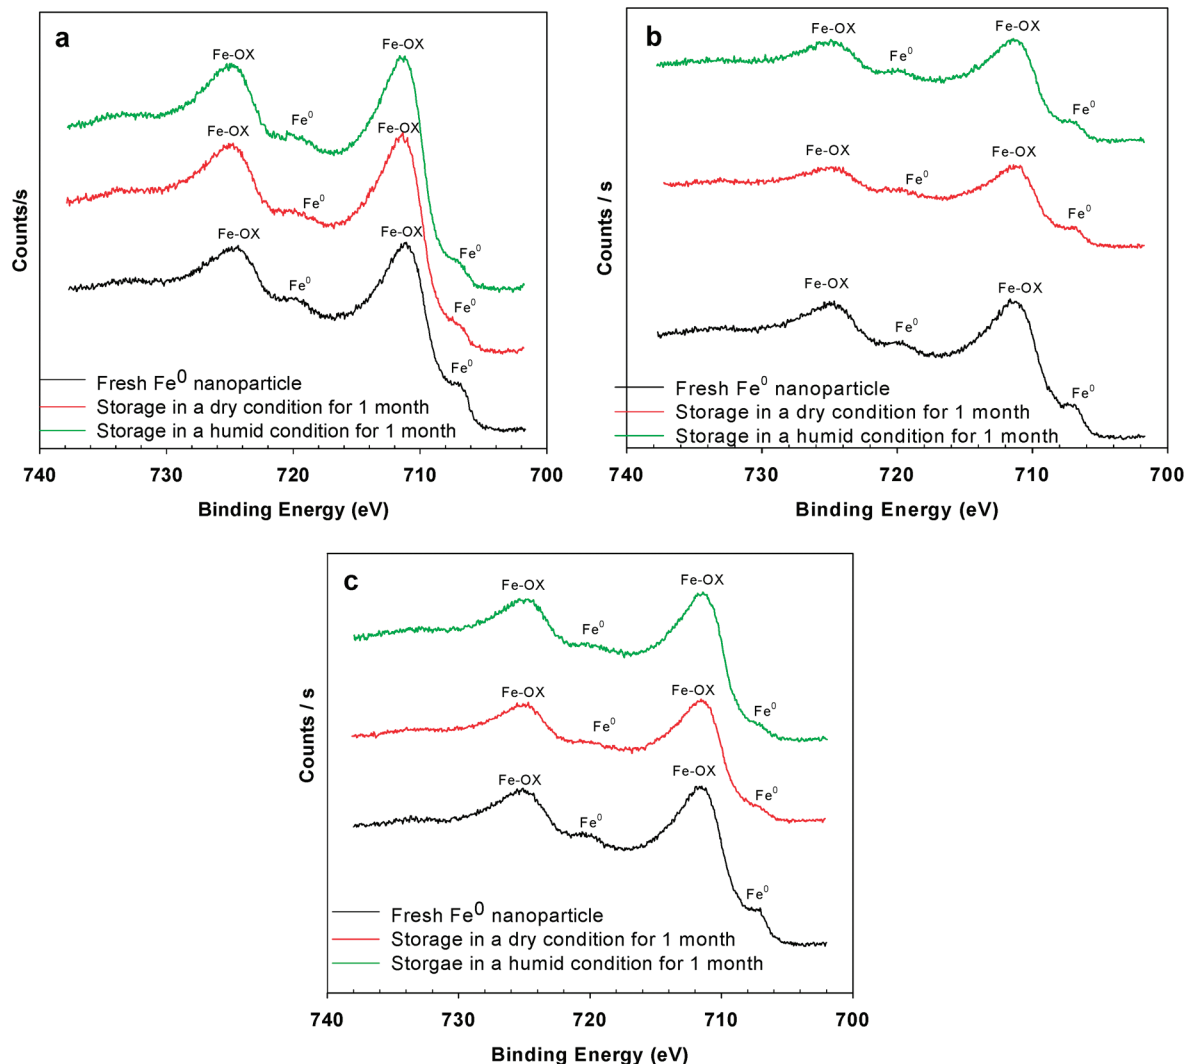 a
Fe-OX
Fe⁰
Fe-OX
Fe-OX
Fe⁰
Fe-OX
Fe⁰
Fe-OX
Fe⁰
Fe-OX
Fe⁰
Fe⁰
Counts/s
Fresh Fe⁰ nanoparticle
Storage in a dry condition for 1 month
Storage in a humid condition for 1 month
740 730 720 710 700
Binding Energy (eV)
b
Fe-OX
Fe⁰
Fe-OX
Fe⁰
Fe-OX
Fe⁰
Fe-OX
Fe⁰
Fe-OX
Fe⁰
Fe-OX
Fe⁰
Counts / s
Fresh Fe⁰ nanoparticle
Storage in a dry condition for 1 month
Storage in a humid condition for 1 month
740 730 720 710 700
Binding Energy (eV)
c
Fe-OX
Fe⁰
Fe-OX
Fe⁰
Fe-OX
Fe⁰
Fe-OX
Fe⁰
Fe-OX
Fe⁰
Fe-OX
Fe⁰
Counts / s
Fresh Fe⁰ nanoparticle
Storage in a dry condition for 1 month
Storgae in a humid condition for 1 month
740 730 720 710 700
Binding Energy (eV)